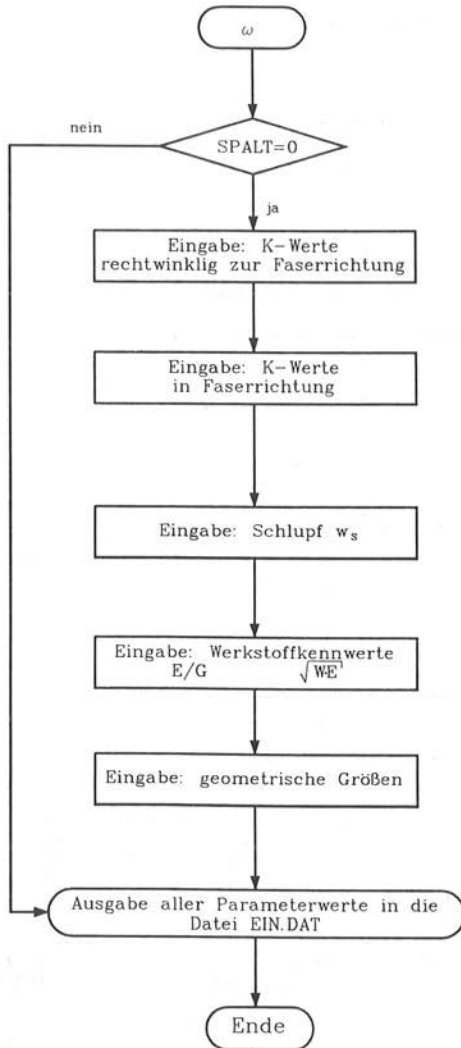 ω
nein
SPALT=0
ja
Eingabe: K-Werte
rechtwinklig zur Faserrichtung
Eingabe: K-Werte
in Faserrichtung
Eingabe: Schlupf wₛ
Eingabe: Werkstoffkennwerte
E/G √W·E
Eingabe: geometrische Größen
Ausgabe aller Parameterwerte in die
Datei EIN.DAT
Ende